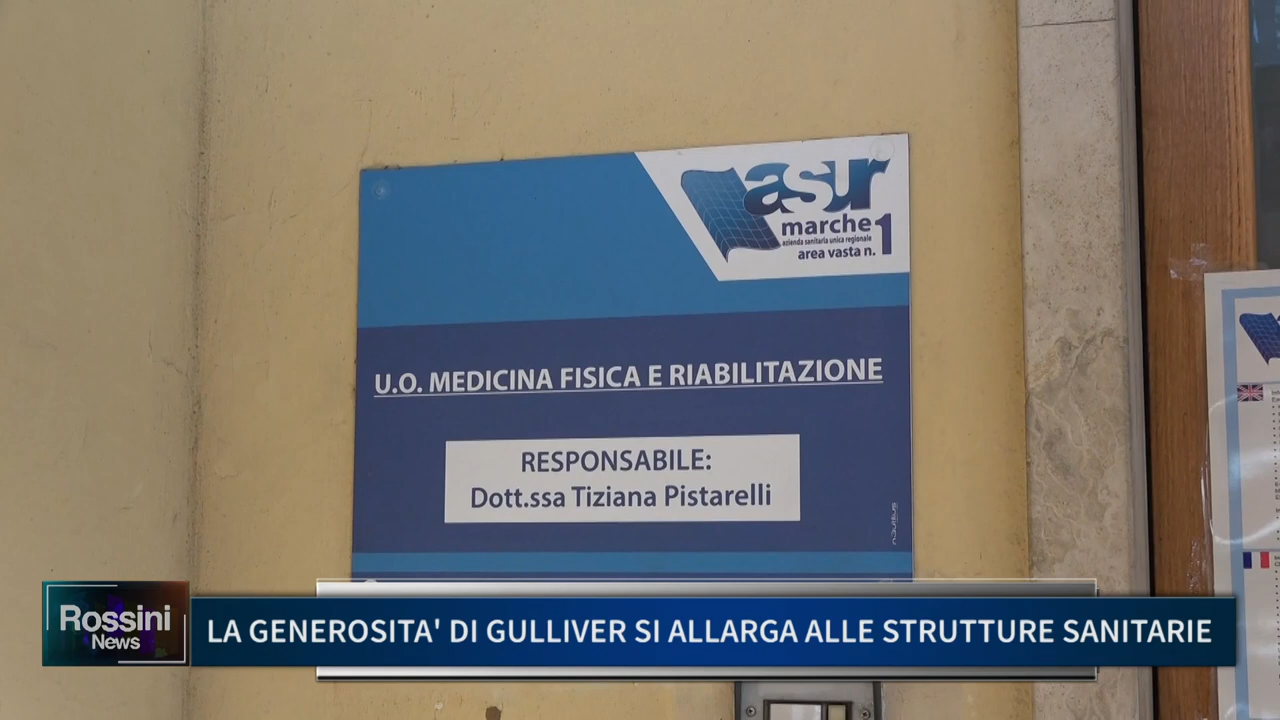 asur
marche 1
azienda sanitaria unica regionale
area vasta n.
U.O. MEDICINA FISICA E RIABILITAZIONE
RESPONSABILE:
Dott.ssa Tiziana Pistarelli
Rossini
News
LA GENEROSITA' DI GULLIVER SI ALLARGA ALLE STRUTTURE SANITARIE